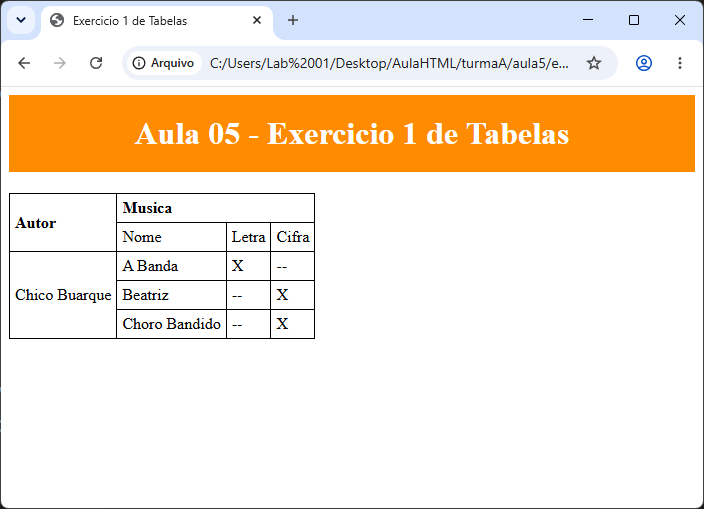 Exercicio 1 de Tabelas
Arquivo C:/Users/Lab%2001/Desktop/AulaHTML/turmaA/aula5/e...
Aula 05 - Exercicio 1 de Tabelas
Autor Musica
Nome Letra Cifra
Chico Buarque A Banda X --
Beatriz -- X
Choro Bandido -- X